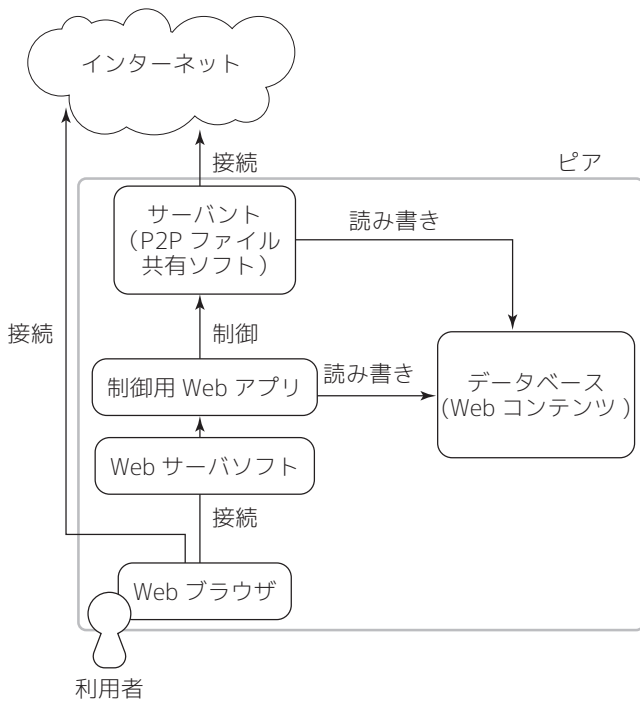 インターネット
接続
ピア
サーバント
（P2P ファイル
共有ソフト）
読み書き
接続
制御
制御用 Web アプリ
読み書き
データベース
(Web コンテンツ )
Web サーバソフト
接続
Web ブラウザ
利用者